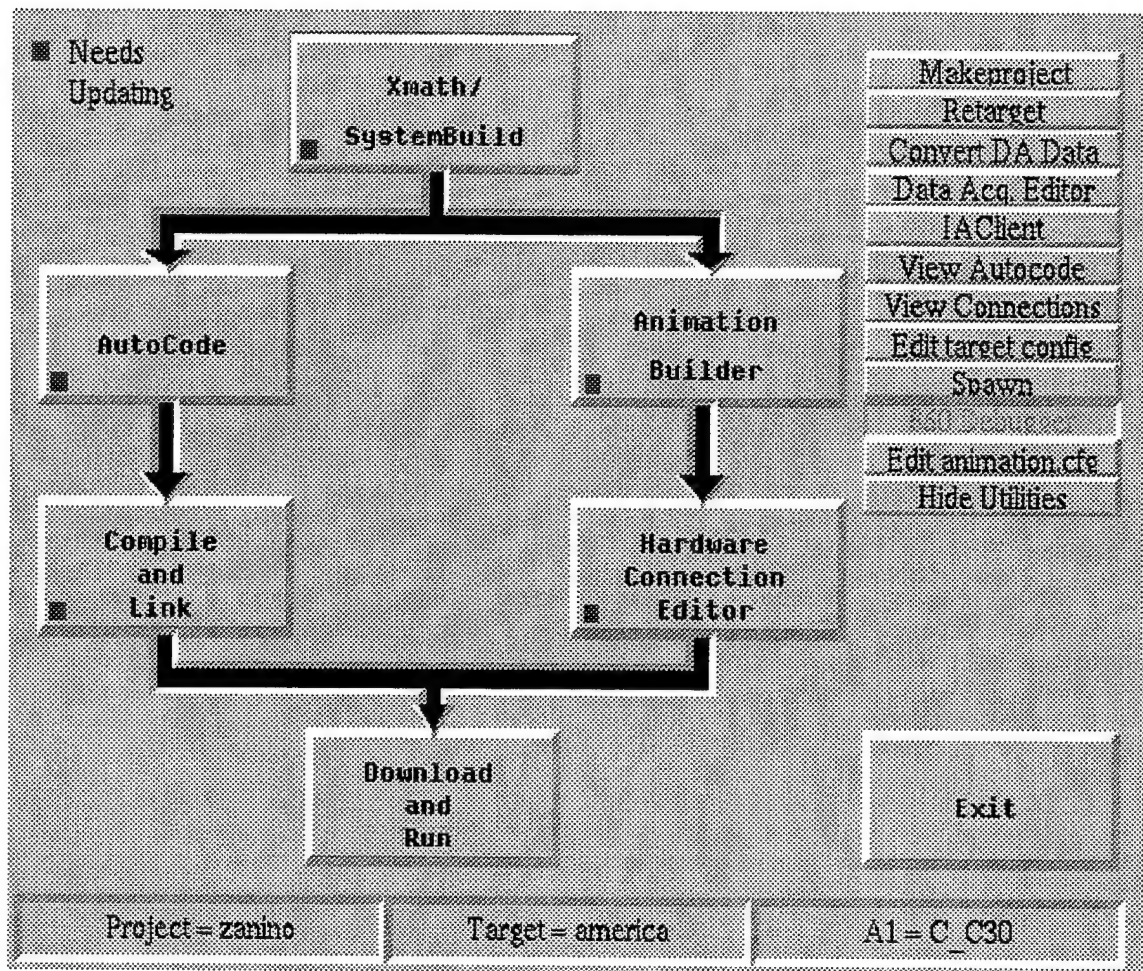 Needs
Updating
Xmath/
SystemBuild
AutoCode
Animation
Builder
Compile
and
Link
Hardware
Connection
Editor
Download
and
Run
Makeproject
Retarget
Convert DA Data
Data Acq. Editor
IAClient
View Autocode
View Connections
Edit target config
Spawn
Edit animation.cfg
Hide Utilities
Exit
Project = zanino
Target = america
A1 = C_C30